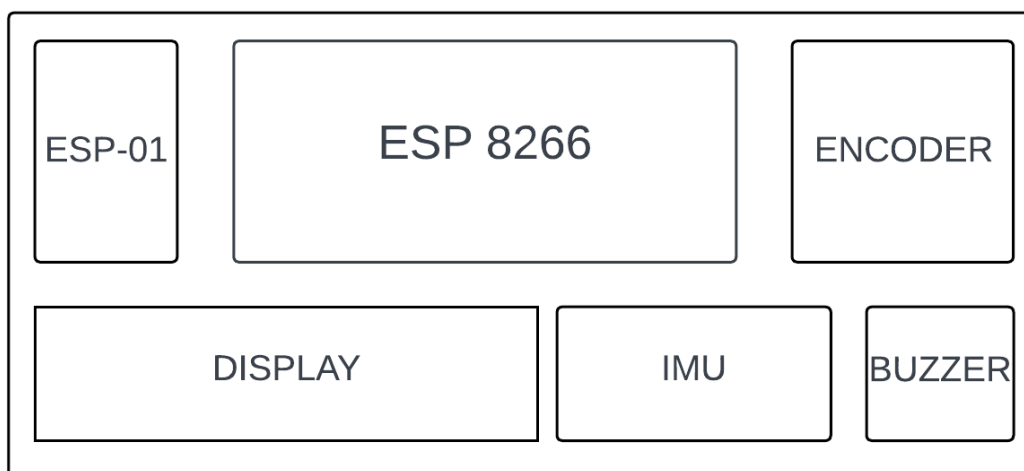 ESP-01
ESP 8266
ENCODER
DISPLAY
IMU
BUZZER